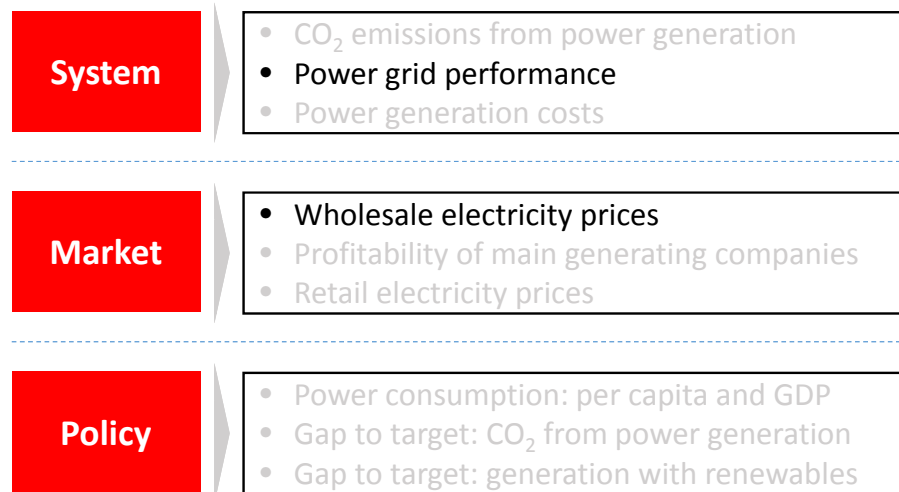 System
• CO₂ emissions from power generation
• Power grid performance
• Power generation costs
Market
• Wholesale electricity prices
• Profitability of main generating companies
• Retail electricity prices
Policy
• Power consumption: per capita and GDP
• Gap to target: CO₂ from power generation
• Gap to target: generation with renewables